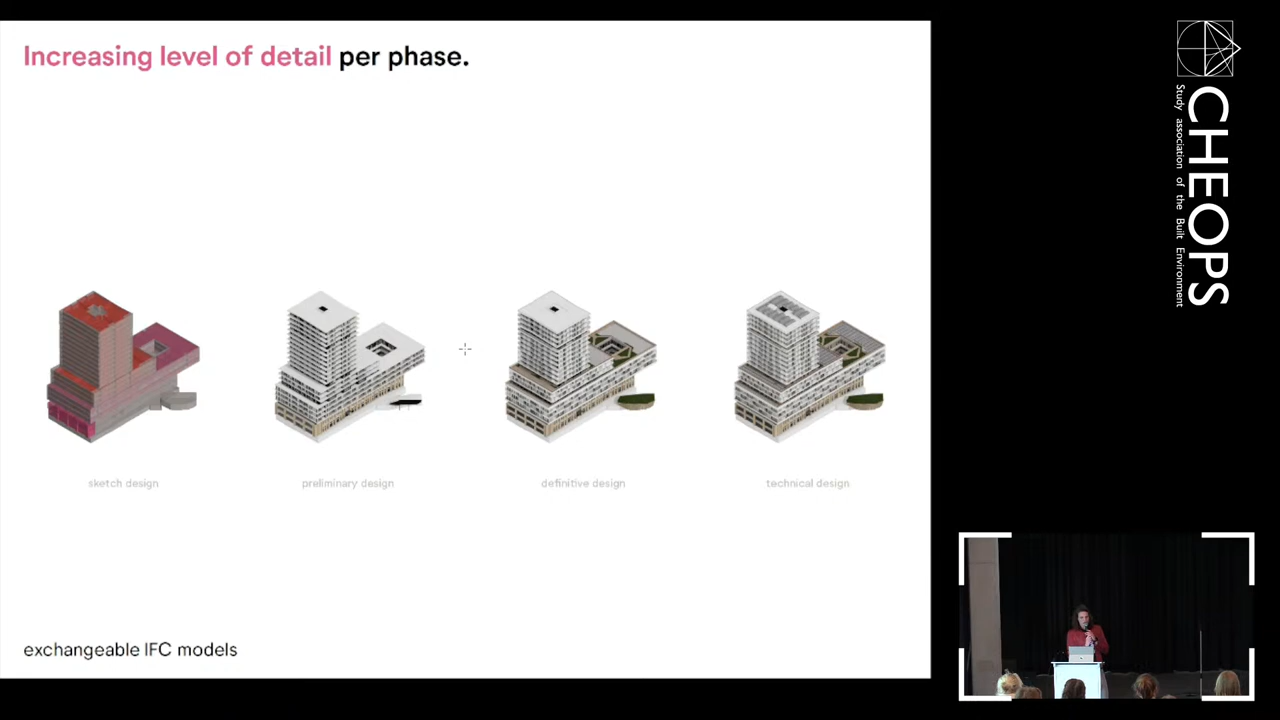 Increasing level of detail per phase.
sketch design
preliminary design
definitive design
technical design
exchangeable IFC models
CHEOPS
Study association of the Built Environment